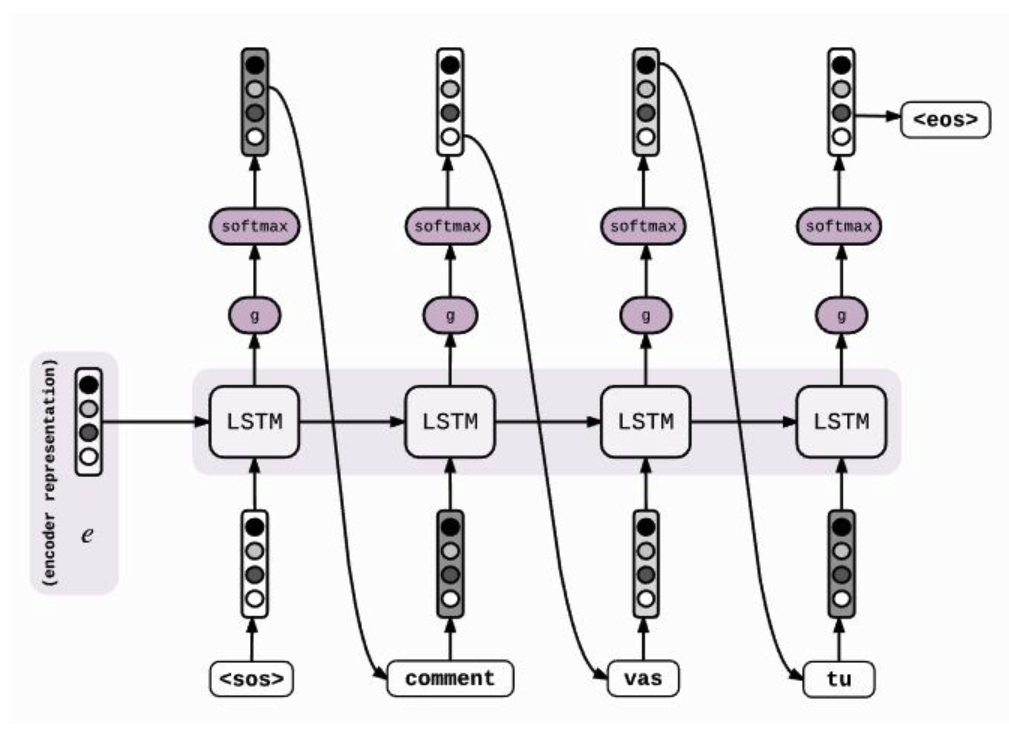 <eos>
softmax softmax softmax softmax
g g g g
(encoder representation)
e
LSTM LSTM LSTM LSTM
<sos> comment vas tu